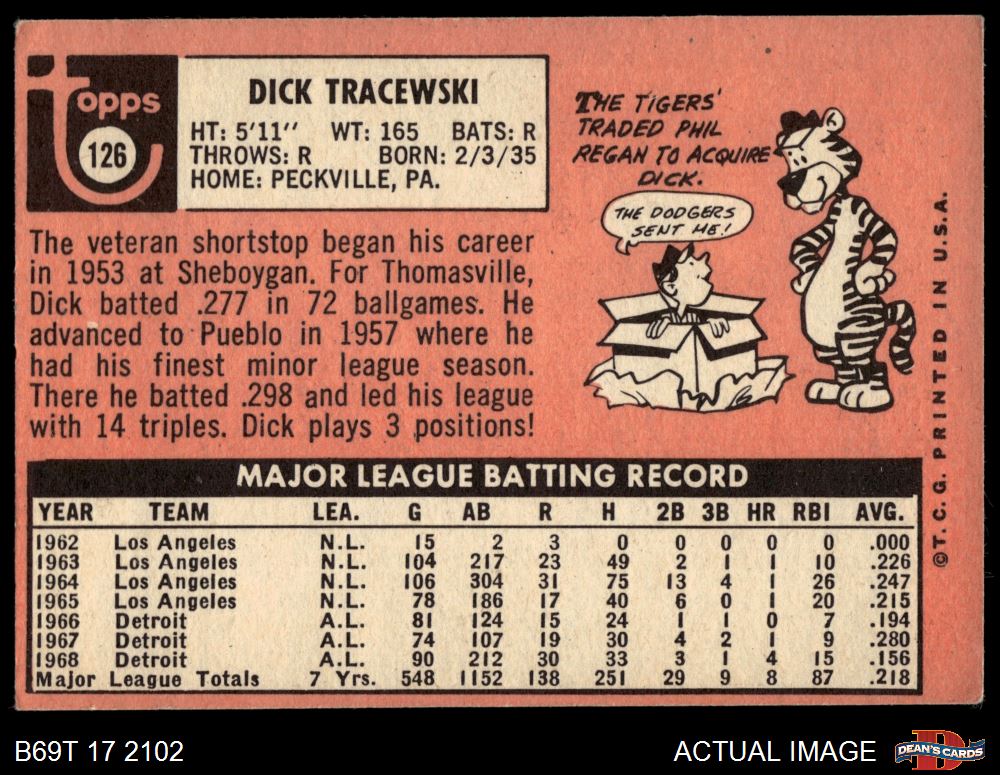 Topps
126
DICK TRACEWSKI
HT: 5'11" WT: 165 BATS: R
THROWS: R BORN: 2/3/35
HOME: PECKVILLE, PA.
The veteran shortstop began his career
in 1953 at Sheboygan. For Thomasville,
Dick batted .277 in 72 ballgames. He
advanced to Pueblo in 1957 where he
had his finest minor league season.
There he batted .298 and led his league
with 14 triples. Dick plays 3 positions!
THE TIGERS'
TRADED PHIL
REGAN TO ACQUIRE
DICK.
THE DODGERS
SENT ME!
MAJOR LEAGUE BATTING RECORD
YEAR TEAM LEA. G AB R H 2B 3B HR RBI AVG.
1962 Los Angeles N.L. 15 2 3 0 0 0 0 0 .000
1963 Los Angeles N.L. 104 217 23 49 2 1 1 10 .226
1964 Los Angeles N.L. 106 304 31 75 13 4 1 26 .247
1965 Los Angeles N.L. 78 186 17 40 6 0 1 20 .215
1966 Detroit A.L. 81 124 15 24 1 1 0 7 .194
1967 Detroit A.L. 74 107 19 30 4 2 1 9 .280
1968 Detroit A.L. 90 212 30 33 3 1 4 15 .156
Major League Totals 7 Yrs. 548 1152 138 251 29 9 8 87 .218
©T.C.G. PRINTED IN U.S.A.
B69T 17 2102
ACTUAL IMAGE
DEAN'S CARDS